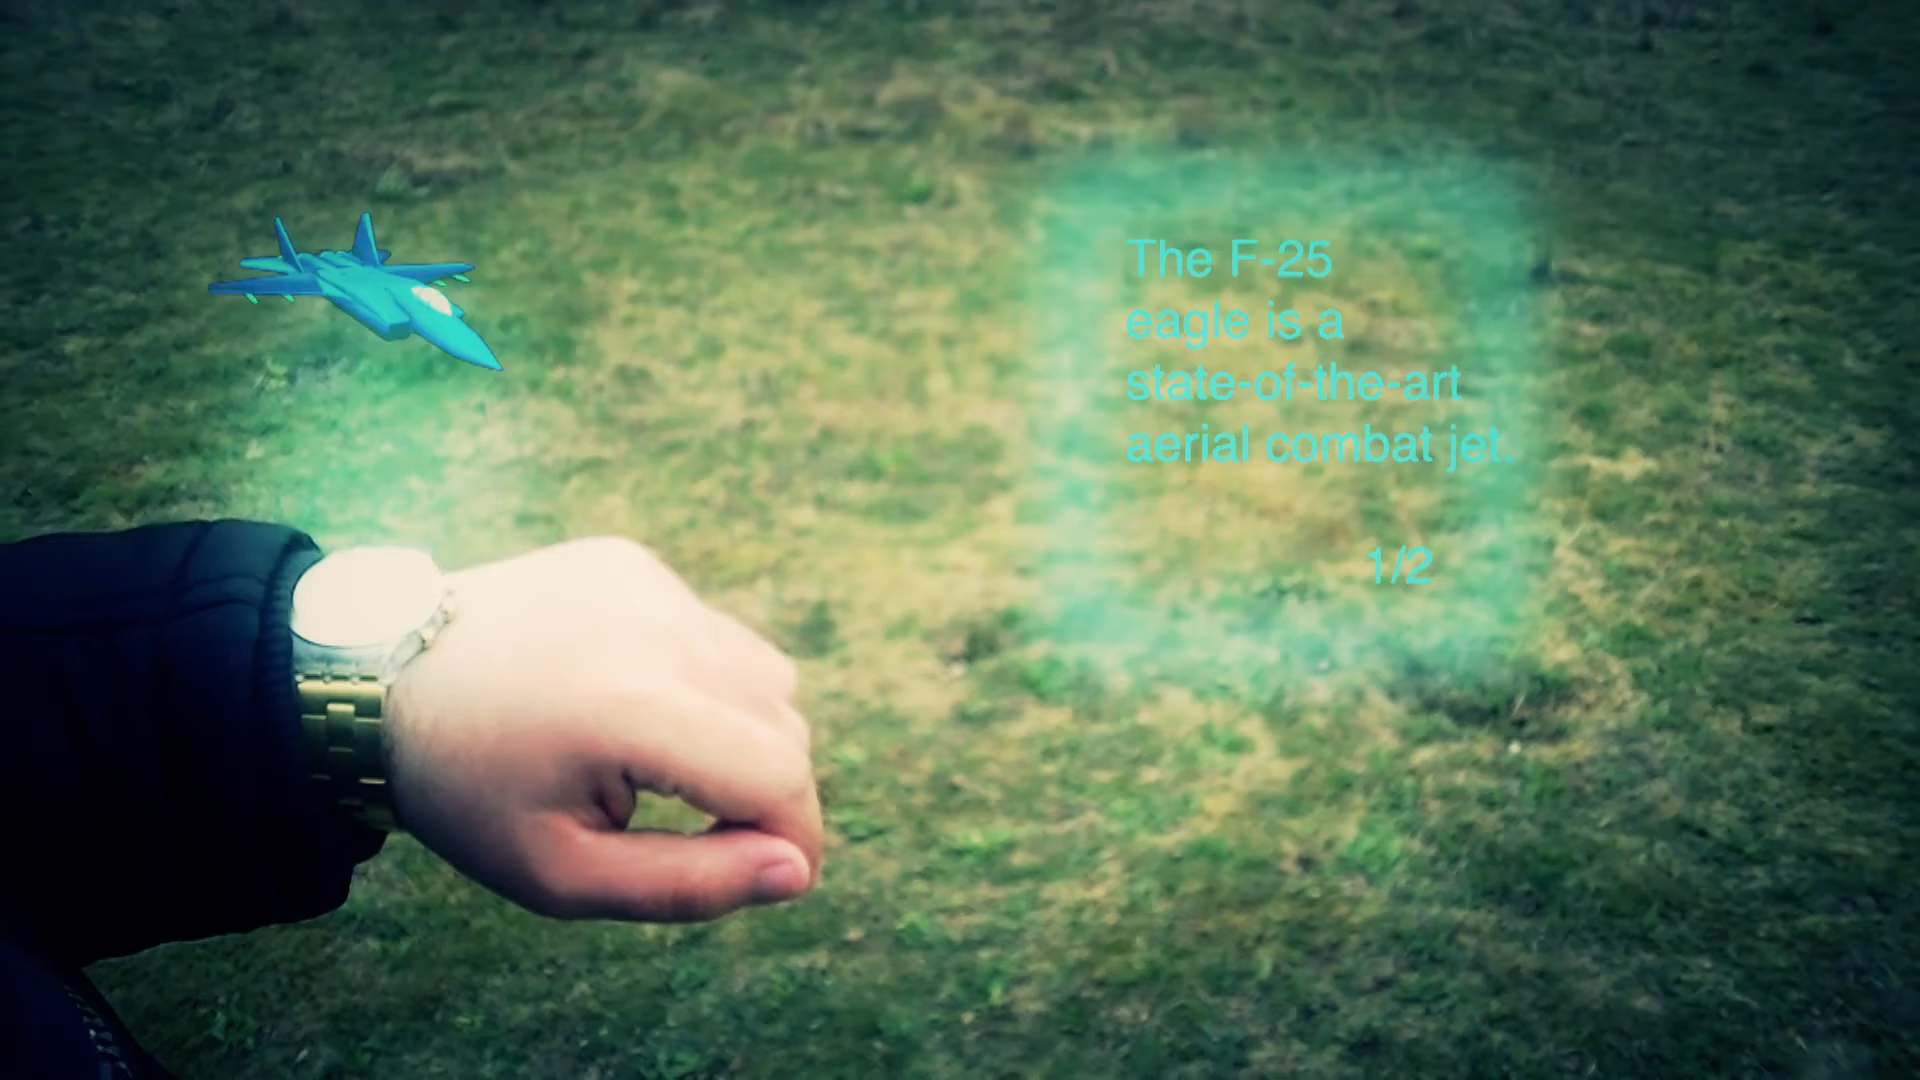 The F-25
eagle is a
state-of-the-art
aerial combat jet.
1/2